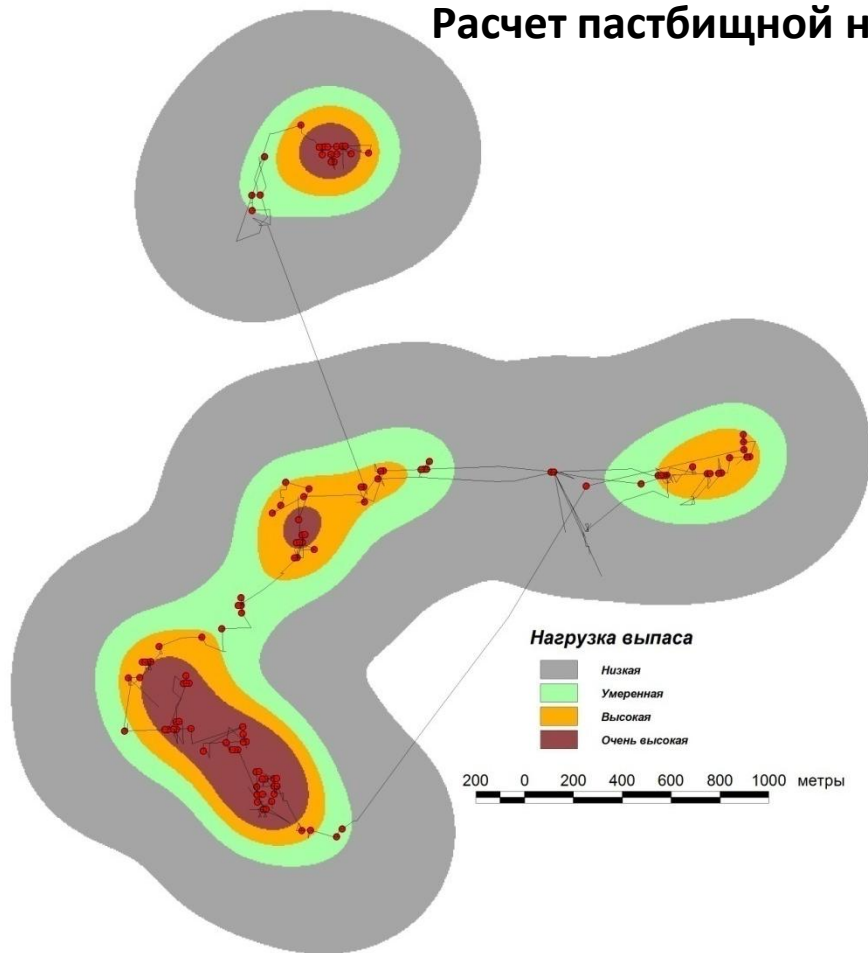 Расчет пастбищной н
Нагрузка выпаса
Низкая
Умеренная
Высокая
Очень высокая
200 0 200 400 600 800 1000 метры